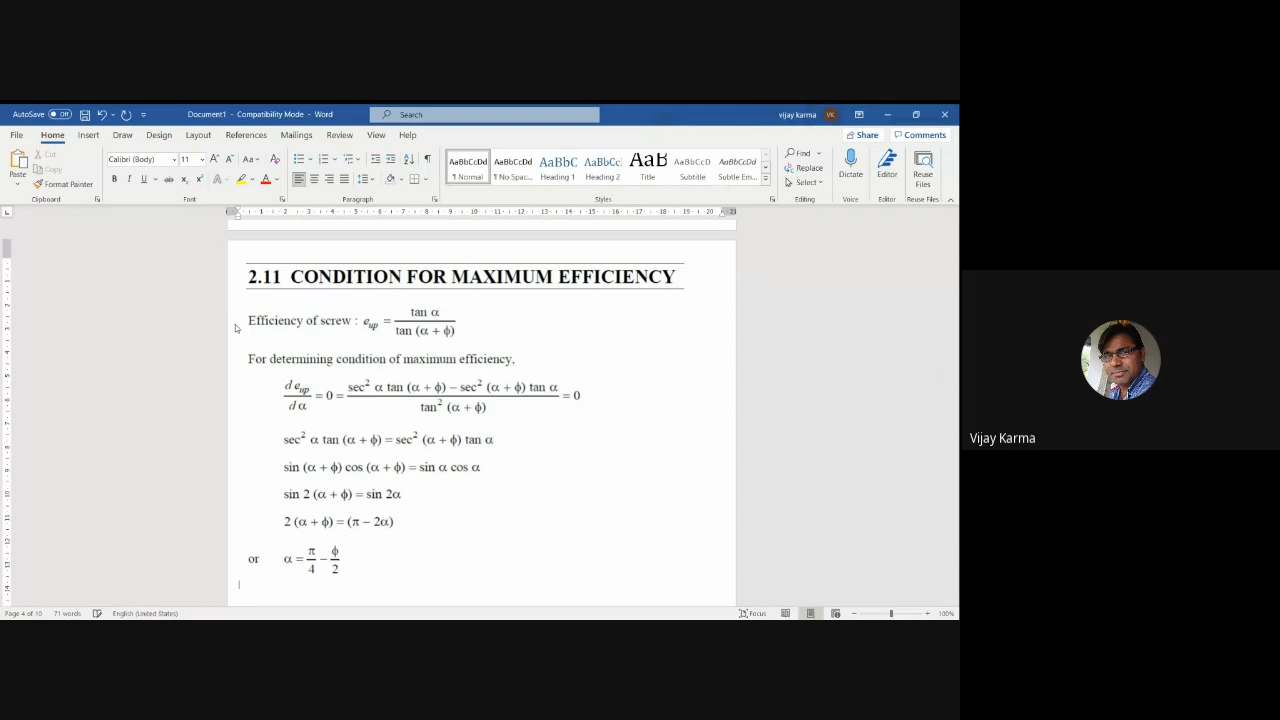 AutoSave Off Document1 - Compatibility Mode - Word Search vijay karma VK
File Home Insert Draw Design Layout References Mailings Review View Help Share Comments
Paste Cut Copy Format Painter
Clipboard
Calibri (Body) 11
Font
Paragraph
AaBbCcDd AaBbCcDd AaBbC AaBbCc AaB AaBbCcD AaBbCcDd
¶ Normal ¶ No Spac... Heading 1 Heading 2 Title Subtitle Subtle Em...
Styles
Find Replace Select
Editing
Dictate
Voice
Editor
Editor
Reuse Files
Reuse Files
2.11 CONDITION FOR MAXIMUM EFFICIENCY
Efficiency of screw : e_up = tan α / tan (α + ϕ)
For determining condition of maximum efficiency,
d e_up / d α = 0 = sec² α tan (α + ϕ) − sec² (α + ϕ) tan α / tan² (α + ϕ) = 0
sec² α tan (α + ϕ) = sec² (α + ϕ) tan α
sin (α + ϕ) cos (α + ϕ) = sin α cos α
sin 2 (α + ϕ) = sin 2α
2 (α + ϕ) = (π − 2α)
or α = π/4 − ϕ/2
Page 4 of 10 71 words English (United States) Focus 100%
Vijay Karma